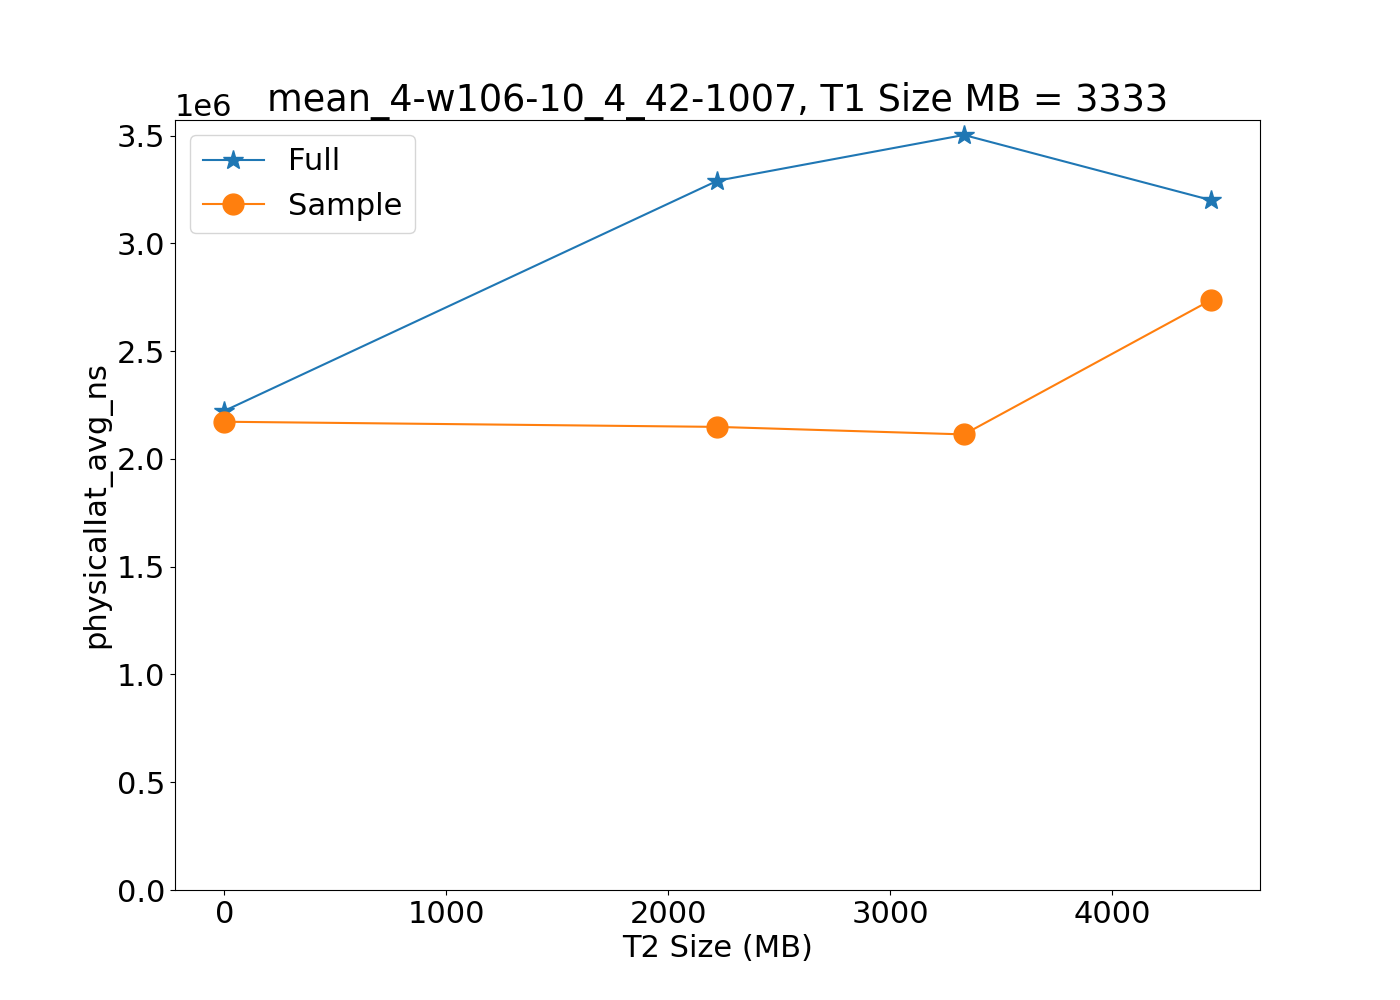 1e6
mean_4-w106-10_4_42-1007, T1 Size MB = 3333
Full
Sample
physicallat_avg_ns
3.5
3.0
2.5
2.0
1.5
1.0
0.5
0.0
0 1000 2000 3000 4000
T2 Size (MB)